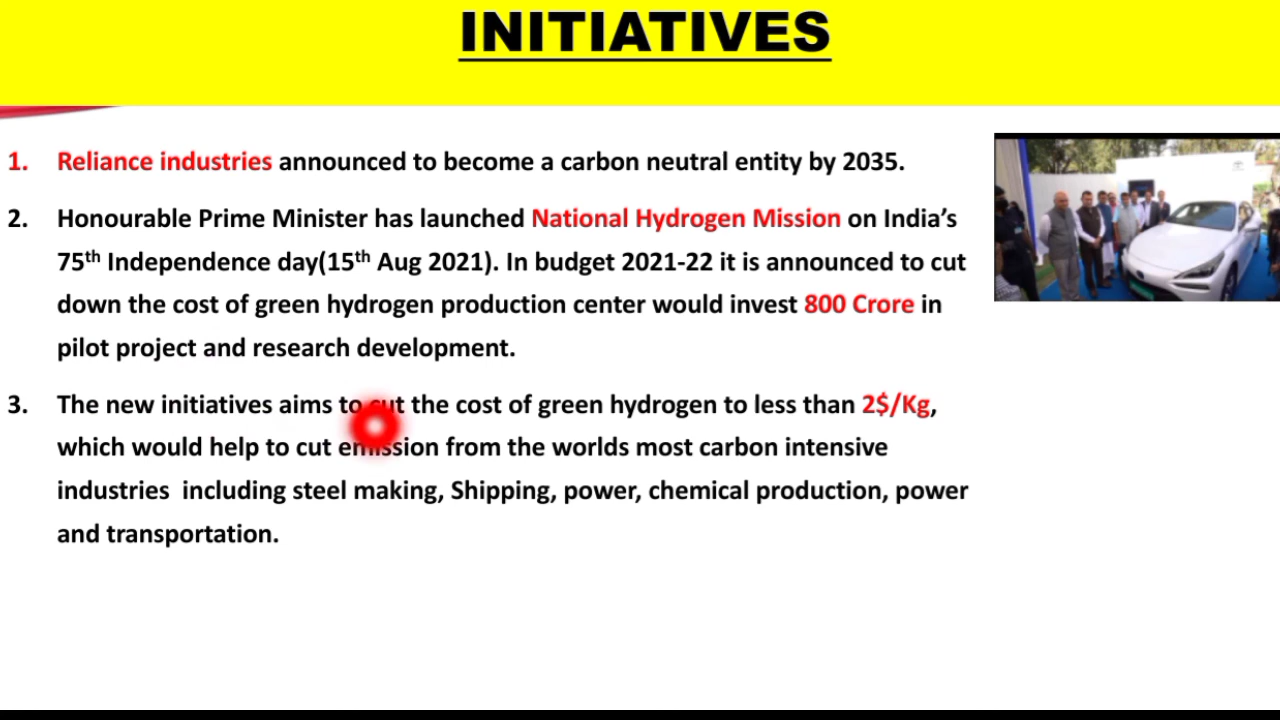 INITIATIVES
1. Reliance industries announced to become a carbon neutral entity by 2035.
2. Honourable Prime Minister has launched National Hydrogen Mission on India’s
75th Independence day(15th Aug 2021). In budget 2021-22 it is announced to cut
down the cost of green hydrogen production center would invest 800 Crore in
pilot project and research development.
3. The new initiatives aims to cut the cost of green hydrogen to less than 2$/Kg,
which would help to cut emission from the worlds most carbon intensive
industries including steel making, Shipping, power, chemical production, power
and transportation.